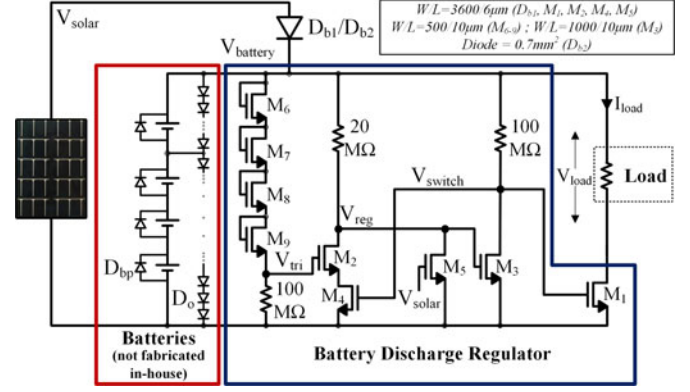 W/L=3600/6µm (Db1, M1, M2, M4, M5)
W/L=500/10µm (M6-9) ; W/L=1000/10µm (M3)
Diode = 0.7mm² (Db2)
Vsolar
Db1/Db2
Vbattery
M6
M7
M8
M9
20
MΩ
100
MΩ
Iload
Vload
Load
Vswitch
Vreg
Vtri
M2
M5
M3
M4
M1
Vsolar
100
MΩ
Dbp
Do
Batteries
(not fabricated
in-house)
Battery Discharge Regulator